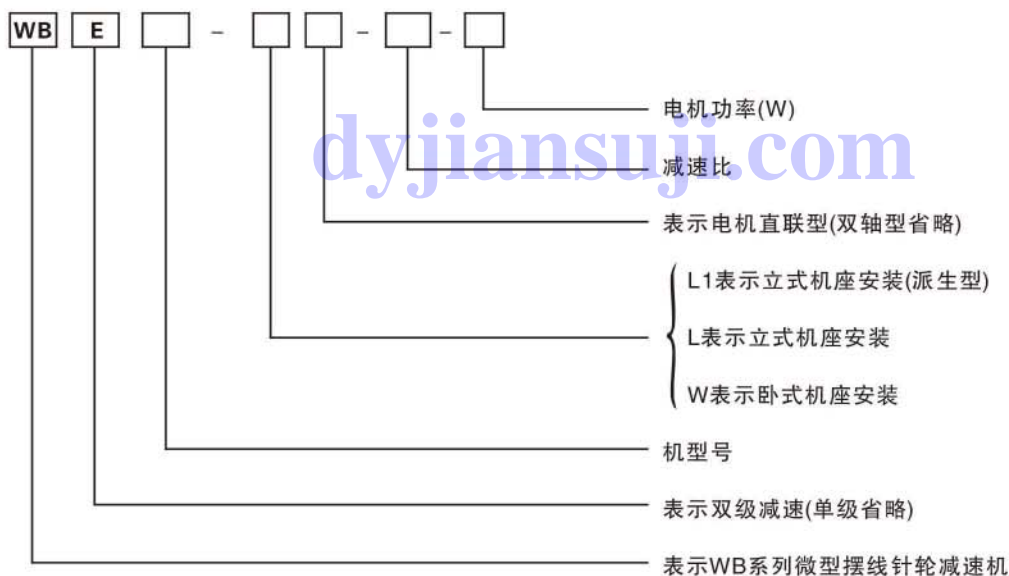 WB E - - -
电机功率(W)
dyjiansuji.com
减速比
表示电机直联型(双轴型省略)
L1表示立式机座安装(派生型)
L表示立式机座安装
W表示卧式机座安装
机型号
表示双级减速(单级省略)
表示WB系列微型摆线针轮减速机